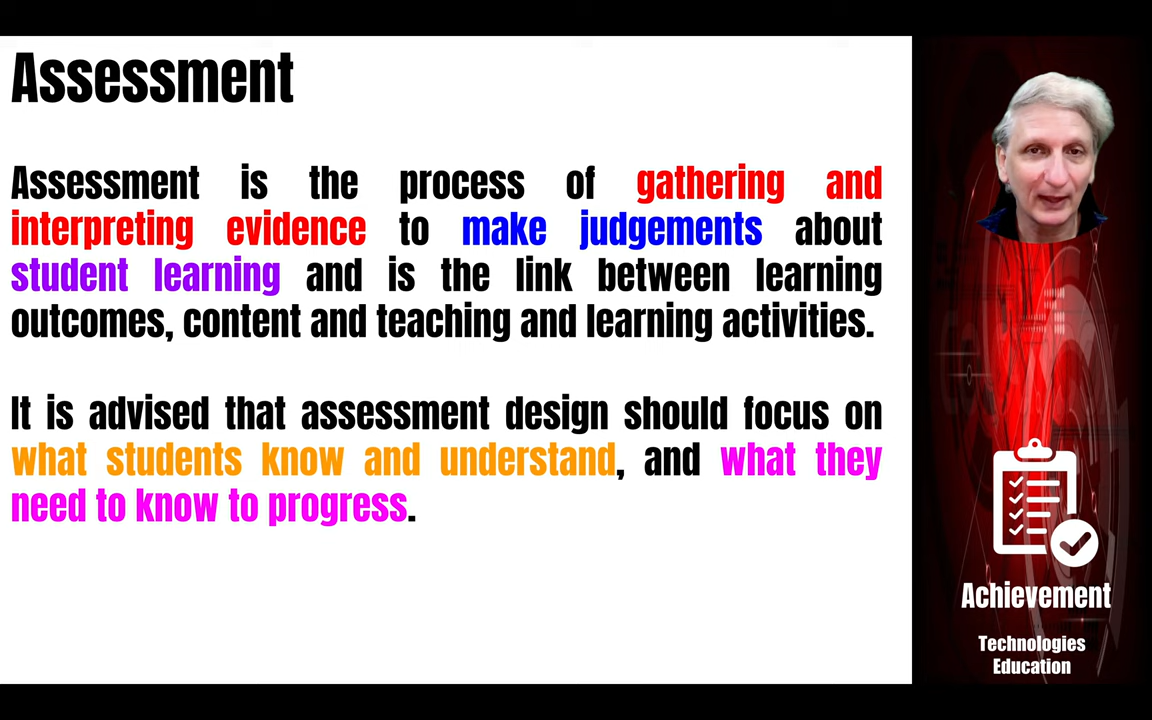 Assessment
Assessment is the process of gathering and
interpreting evidence to make judgements about
student learning and is the link between learning
outcomes, content and teaching and learning activities.
It is advised that assessment design should focus on
what students know and understand, and what they
need to know to progress.
Achievement
Technologies
Education